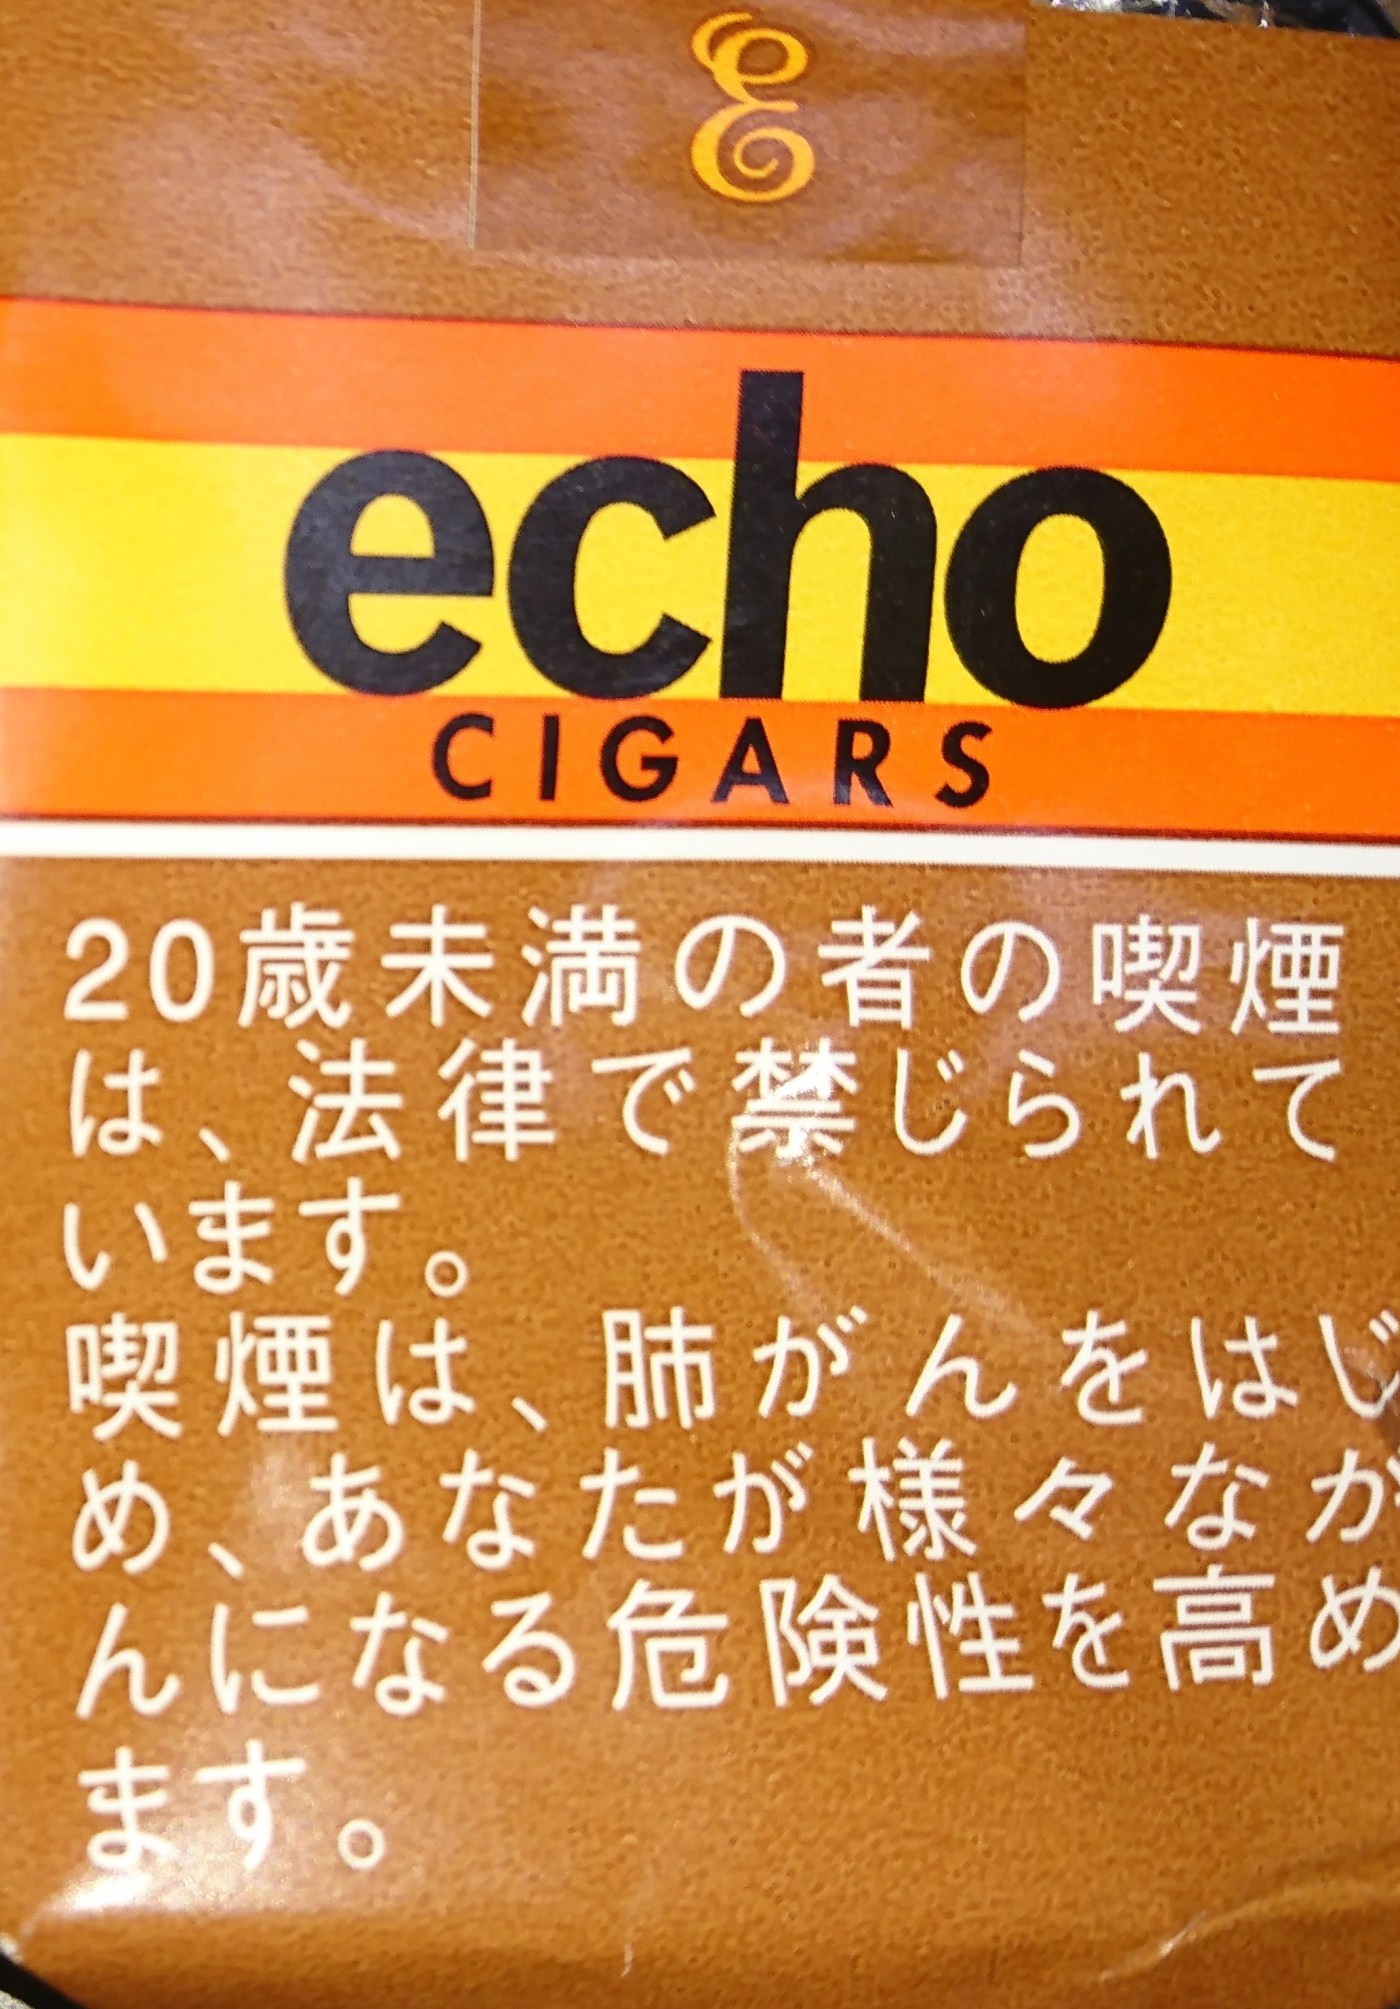 E
echo
CIGARS
20歳未満の者の喫煙
は、法律で禁じられて
います。
喫煙は、肺がんをはじ
め、あなたが様々なが
んになる危険性を高め
ます。